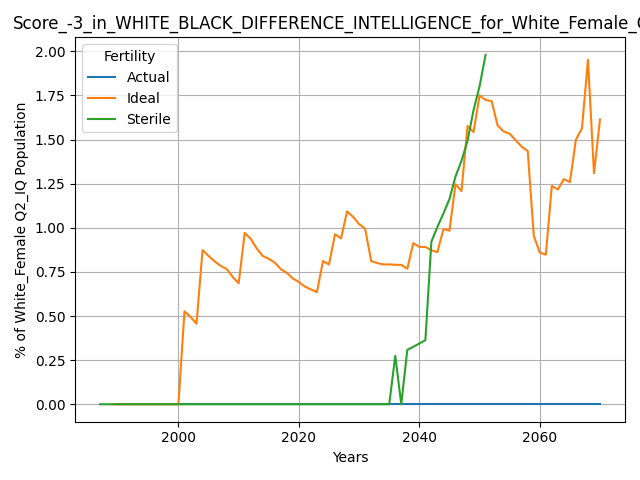 Score_-3_in_WHITE_BLACK_DIFFERENCE_INTELLIGENCE_for_White_Female_
Fertility
Actual
Ideal
Sterile
% of White_Female Q2_IQ Population
2.00
1.75
1.50
1.25
1.00
0.75
0.50
0.25
0.00
2000
2020
2040
2060
Years